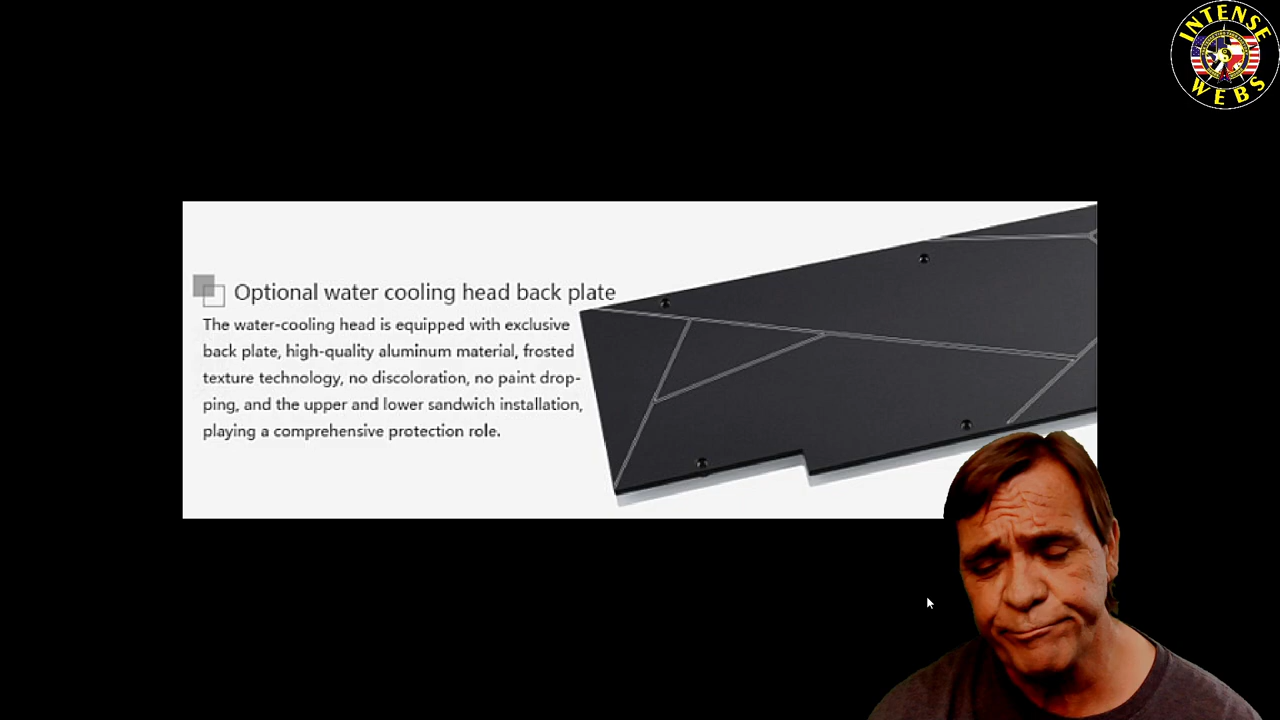 INTENSE
WEBS
Optional water cooling head back plate
The water-cooling head is equipped with exclusive
back plate, high-quality aluminum material, frosted
texture technology, no discoloration, no paint drop-
ping, and the upper and lower sandwich installation,
playing a comprehensive protection role.